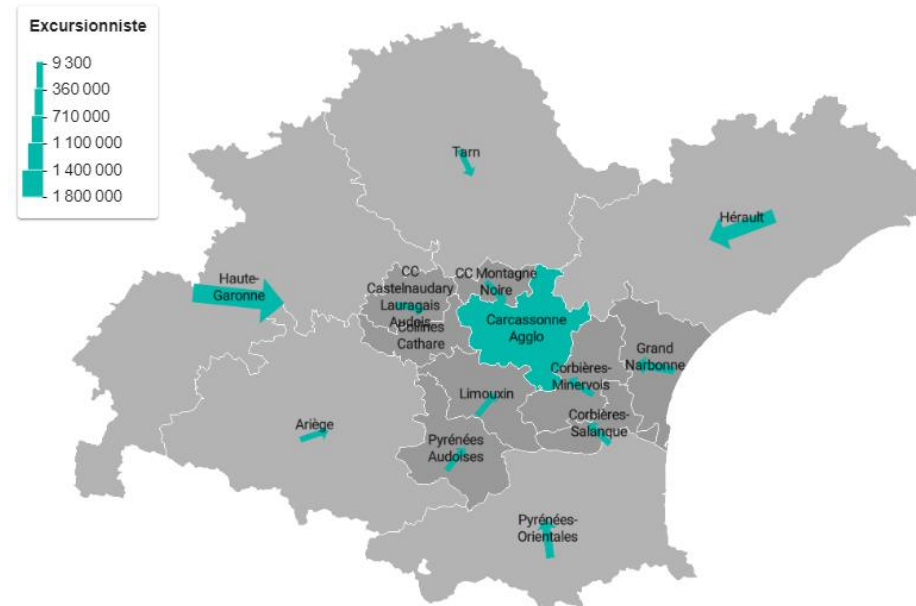 Excursionniste
9 300
360 000
710 000
1 100 000
1 400 000
1 800 000
Tarn
Hérault
Haute-
Garonne
CC
Castelnaudary
Lauragais
Audois
CC Montagne
Noire
Collines
Cathare
Carcassonne
Agglo
Grand
Narbonne
Corbières-
Minervois
Limouxin
Corbières-
Salanque
Ariège
Pyrénées
Audoises
Pyrénées-
Orientales